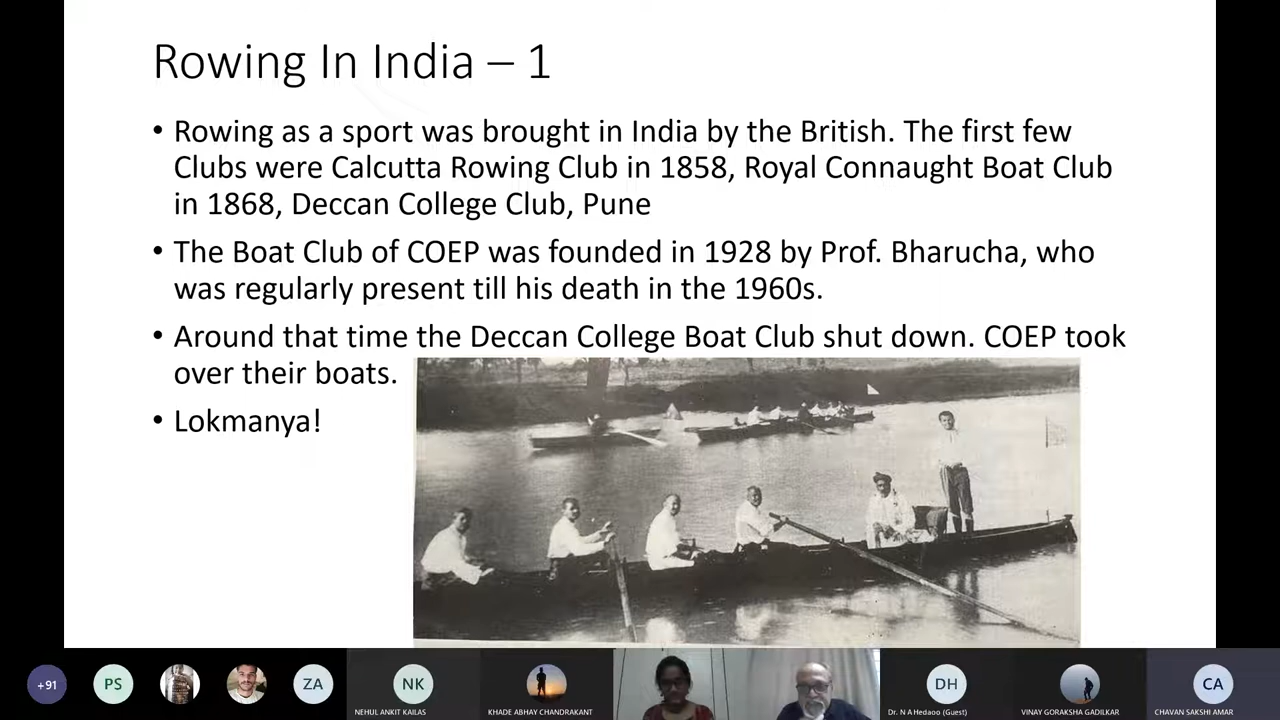 Rowing In India – 1
• Rowing as a sport was brought in India by the British. The first few
Clubs were Calcutta Rowing Club in 1858, Royal Connaught Boat Club
in 1868, Deccan College Club, Pune
• The Boat Club of COEP was founded in 1928 by Prof. Bharucha, who
was regularly present till his death in the 1960s.
• Around that time the Deccan College Boat Club shut down. COEP took
over their boats.
• Lokmanya!
+91
PS
ZA
NK
DH
CA
NEHUL ANKIT KAILAS
KHADE ABHAY CHANDRAKANT
Dr. N A Hedaoo (Guest)
VINAY GORAKSHA GADILKAR
CHAVAN SAKSHI AMAR